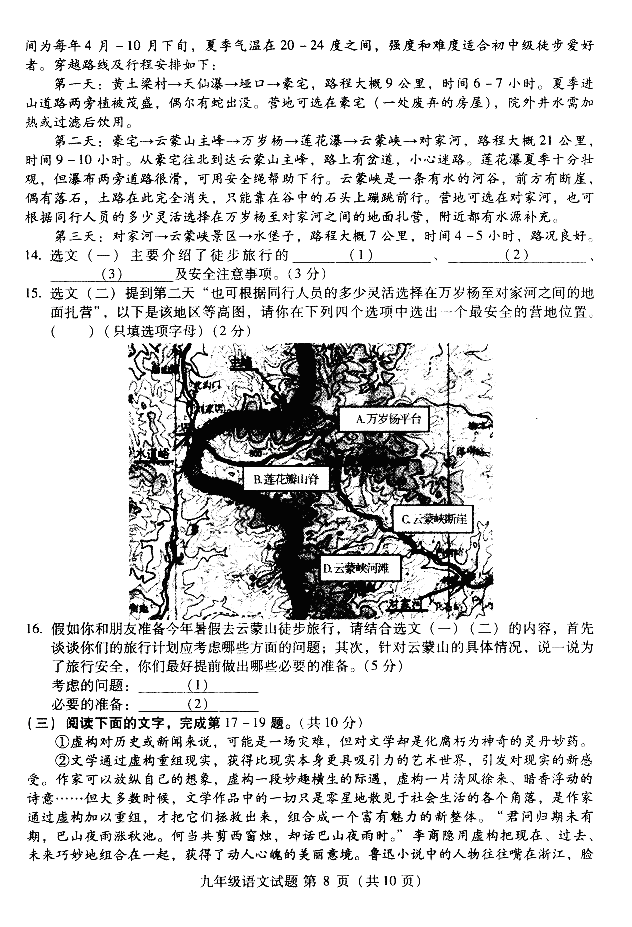 间为每年4月-10月下旬，夏季气温在20-24度之间，强度和难度适合初中级徒步爱好
者。穿越路线及行程安排如下：
第一天：黄土梁村→天仙瀑→垭口→豪宅，路程大概9公里，时间6-7小时。夏季进
山道路两旁植被茂盛，偶尔有蛇出没。营地可选在豪宅（一处废弃的房屋），院外井水需加
热或过滤后饮用。
第二天：豪宅→云蒙山主峰→万岁杨→莲花瀑→云蒙峡→对家河，路程大概21公里，
时间9-10小时。从豪宅往北到达云蒙山主峰，路上有岔道，小心迷路。莲花瀑夏季十分壮
观，但瀑布两旁道路很滑，可用安全绳帮助下行。云蒙峡是一条有水的河谷，前方有断崖，
偶有落石，土路在此完全消失，只能靠在谷中的石头上蹦跳前行。营地可选在对家河，也可
根据同行人员的多少灵活选择在万岁杨至对家河之间的地面扎营，附近都有水源补充。
第三天：对家河→云蒙峡景区→水堡子，路程大概7公里，时间4-5小时，路况良好。
14. 选文（一）主要介绍了徒步旅行的____(1)____、____(2)____、
____(3)____及安全注意事项。（3分）
15. 选文（二）提到第二天“也可根据同行人员的多少灵活选择在万岁杨至对家河之间的地
面扎营”，以下是该地区等高图，请你在下列四个选项中选出一个最安全的营地位置。
（　　）（只填选项字母）（2分）
A.万岁杨平台
B.莲花瓣山脊
C.云蒙峡断崖
D.云蒙峡河滩
16. 假如你和朋友准备今年暑假去云蒙山徒步旅行，请结合选文（一）（二）的内容，首先
谈谈你们的旅行计划应考虑哪些方面的问题；其次，针对云蒙山的具体情况，说一说为
了旅行安全，你们最好提前做出哪些必要的准备。（5分）
考虑的问题：____(1)____
必要的准备：____(2)____
（三）阅读下面的文字，完成第17-19题。（共10分）
①虚构对历史或新闻来说，可能是一场灾难，但对文学却是化腐朽为神奇的灵丹妙药。
②文学通过虚构重组现实，获得比现实本身更具吸引力的艺术世界，引发对现实的新感
受。作家可以放纵自己的想象，虚构一段妙趣横生的际遇，虚构一片清风徐来、暗香浮动的
诗意……但大多数时候，文学作品中的一切只是零星地散见于社会生活的各个角落，是作家
通过虚构加以重组，才把它们拯救出来，组合成一个富有魅力的新整体。“君问归期未有
期，巴山夜雨涨秋池。何当共剪西窗烛，却话巴山夜雨时。”李商隐用虚构把现在、过去、
未来巧妙地组合在一起，获得了动人心魄的美丽意境。鲁迅小说中的人物往往嘴在浙江，脸
九年级语文试题 第 8 页（共10页）